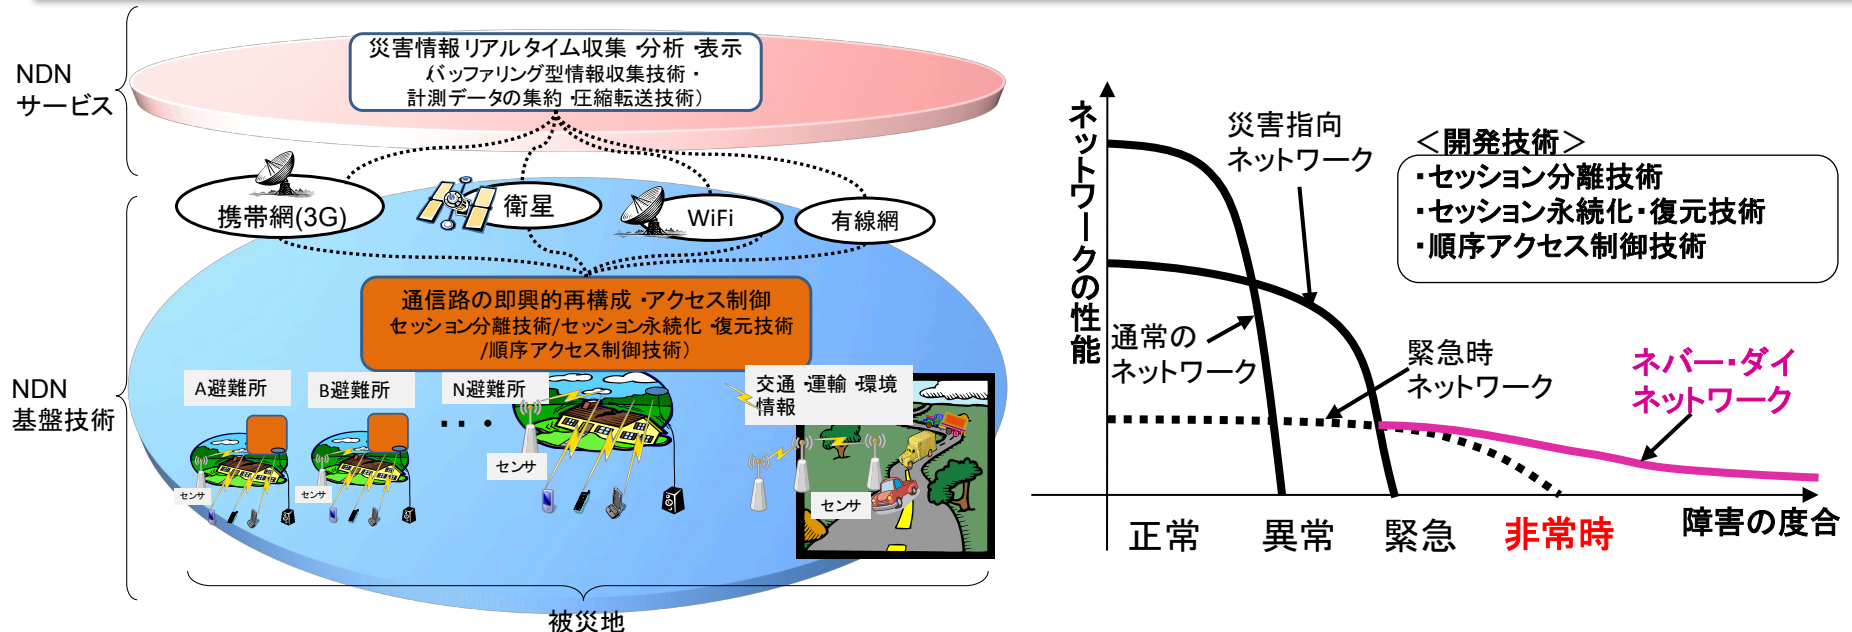 NDN
サービス
災害情報リアルタイム収集・分析・表示
(バッファリング型情報収集技術・
計測データの集約・圧縮転送技術)
携帯網(3G)
衛星
WiFi
有線網
NDN
基盤技術
通信路の即興的再構成・アクセス制御
セッション分離技術/セッション永続化・復元技術
/順序アクセス制御技術)
A避難所
B避難所
・・・
N避難所
交通・運輸・環境
情報
センサ
センサ
センサ
センサ
被災地
ネットワークの性能
災害指向
ネットワーク
<開発技術>
・セッション分離技術
・セッション永続化・復元技術
・順序アクセス制御技術
通常の
ネットワーク
緊急時
ネットワーク
ネバー・ダイ
ネットワーク
正常
異常
緊急
非常時
障害の度合